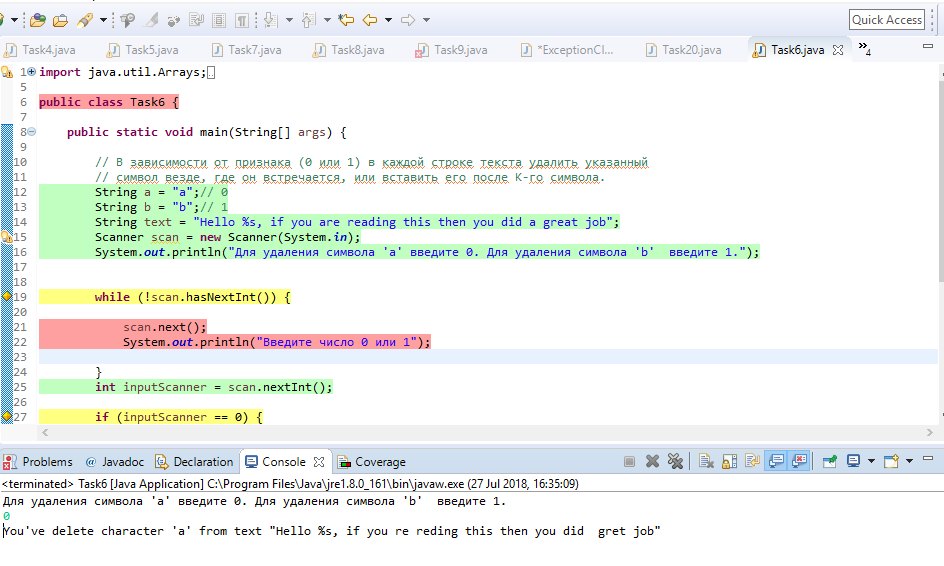 Quick Access
Task4.java Task5.java Task7.java Task8.java Task9.java *ExceptionCl... Task20.java Task6.java »4
1 import java.util.Arrays;
5
6 public class Task6 {
7
8 public static void main(String[] args) {
9
10 // В зависимости от признака (0 или 1) в каждой строке текста удалить указанный
11 // символ везде, где он встречается, или вставить его после К-го символа.
12 String a = "a";// 0
13 String b = "b";// 1
14 String text = "Hello %s, if you are reading this then you did a great job";
15 Scanner scan = new Scanner(System.in);
16 System.out.println("Для удаления символа 'a' введите 0. Для удаления символа 'b'  введите 1.");
17
18
19 while (!scan.hasNextInt()) {
20
21 scan.next();
22 System.out.println("Введите число 0 или 1");
23
24 }
25 int inputScanner = scan.nextInt();
26
27 if (inputScanner == 0) {
Problems @ Javadoc Declaration Console Coverage
<terminated> Task6 [Java Application] C:\Program Files\Java\jre1.8.0_161\bin\javaw.exe (27 Jul 2018, 16:35:09)
Для удаления символа 'a' введите 0. Для удаления символа 'b'  введите 1.
0
You've delete character 'a' from text "Hello %s, if you re reding this then you did  gret job"